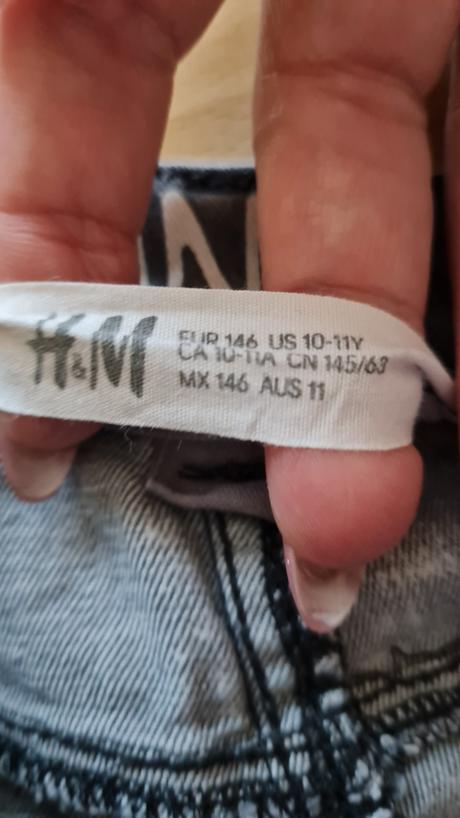 H&M
EUR 146 US 10-11Y
CA 10-11A CN 145/63
MX 146 AUS 11